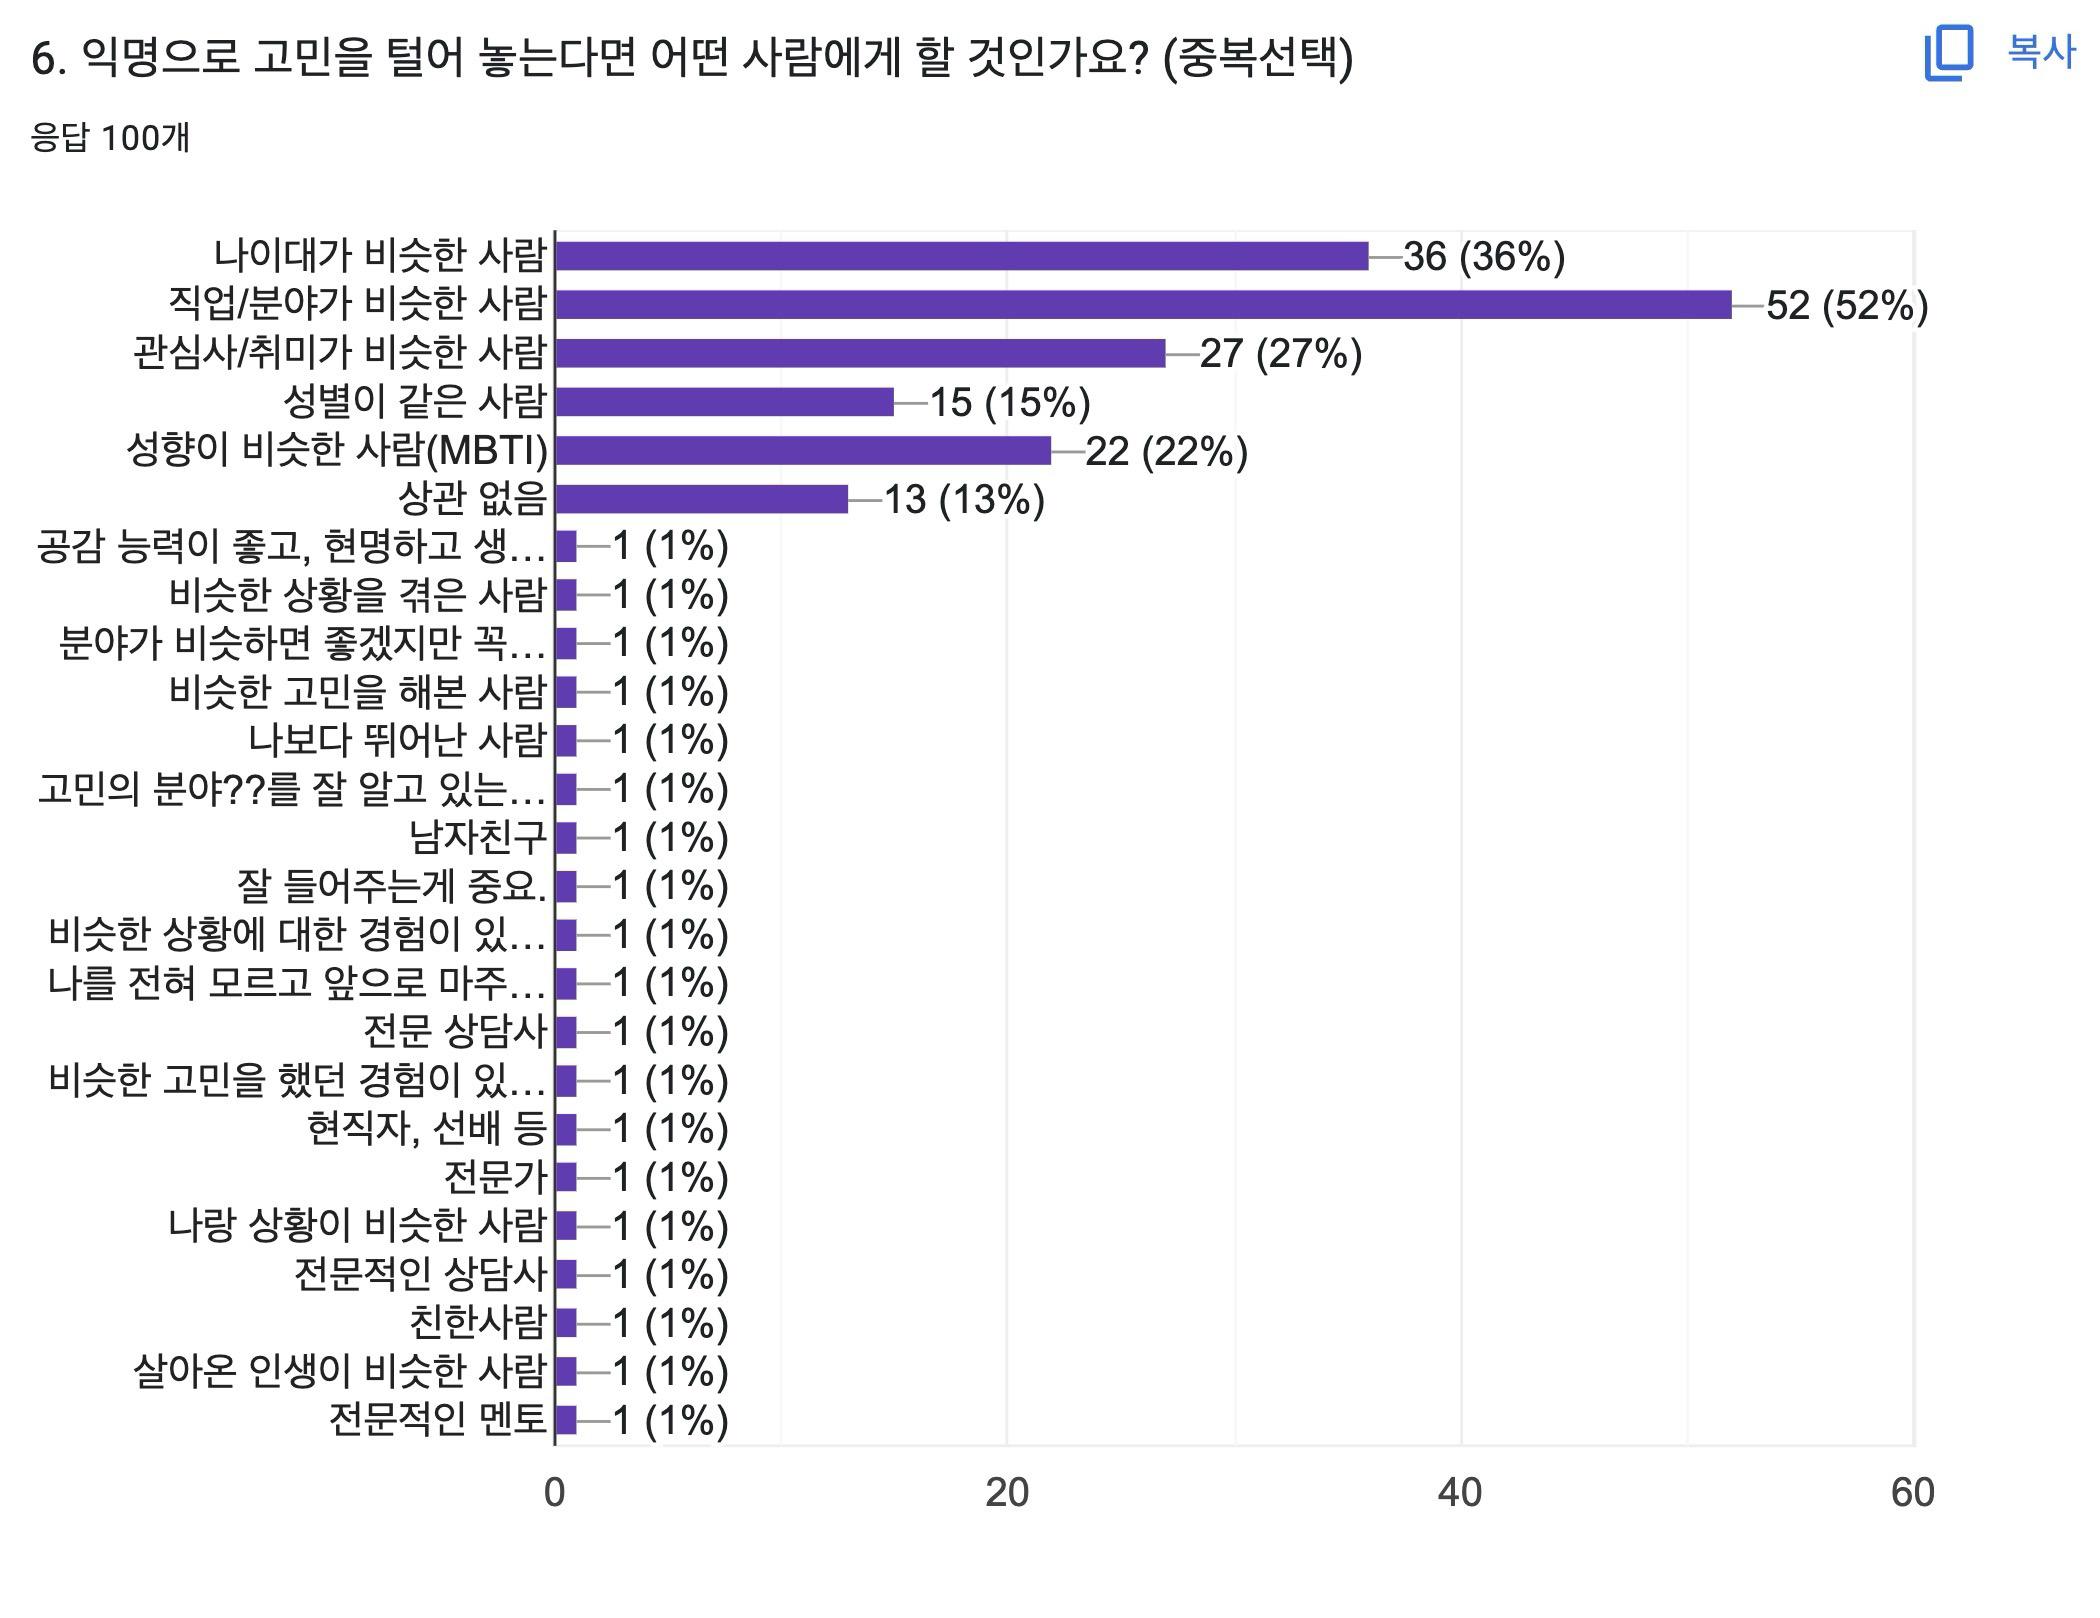 6. 익명으로 고민을 털어 놓는다면 어떤 사람에게 할 것인가요? (중복선택)
복사
응답 100개
나이대가 비슷한 사람 36 (36%)
직업/분야가 비슷한 사람 52 (52%)
관심사/취미가 비슷한 사람 27 (27%)
성별이 같은 사람 15 (15%)
성향이 비슷한 사람(MBTI) 22 (22%)
상관 없음 13 (13%)
공감 능력이 좋고, 현명하고 생… 1 (1%)
비슷한 상황을 겪은 사람 1 (1%)
분야가 비슷하면 좋겠지만 꼭… 1 (1%)
비슷한 고민을 해본 사람 1 (1%)
나보다 뛰어난 사람 1 (1%)
고민의 분야??를 잘 알고 있는… 1 (1%)
남자친구 1 (1%)
잘 들어주는게 중요. 1 (1%)
비슷한 상황에 대한 경험이 있… 1 (1%)
나를 전혀 모르고 앞으로 마주… 1 (1%)
전문 상담사 1 (1%)
비슷한 고민을 했던 경험이 있… 1 (1%)
현직자, 선배 등 1 (1%)
전문가 1 (1%)
나랑 상황이 비슷한 사람 1 (1%)
전문적인 상담사 1 (1%)
친한사람 1 (1%)
살아온 인생이 비슷한 사람 1 (1%)
전문적인 멘토 1 (1%)
0 20 40 60